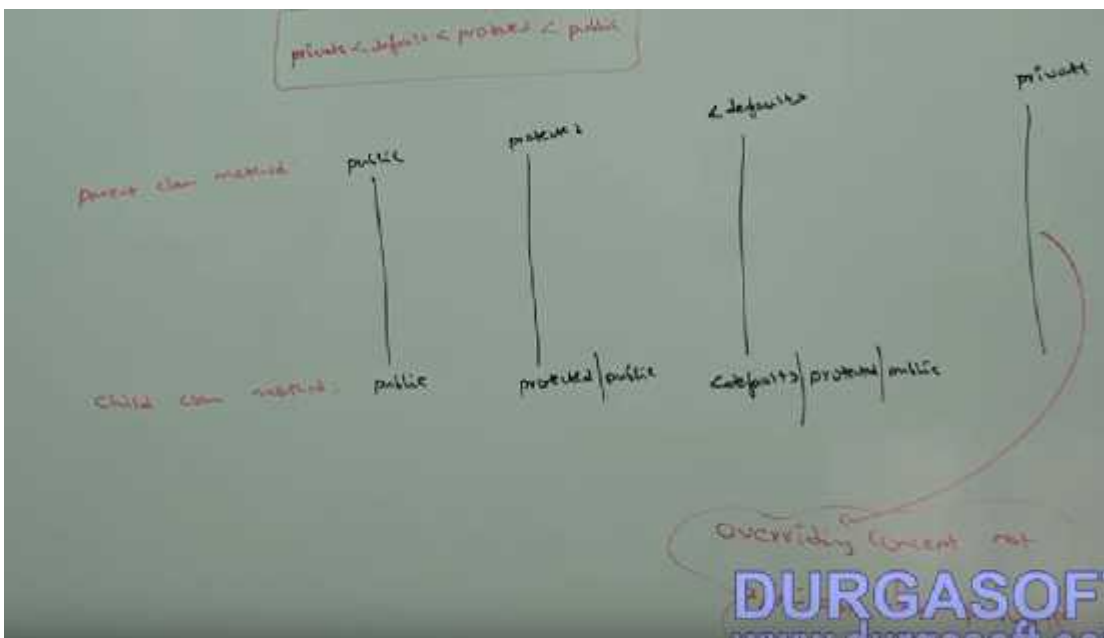 private < default < protected < public
private
<default>
protected
public
parent class method
child class method: public protected | public <default> | protected | public
overriding concept not
DURGASOFT